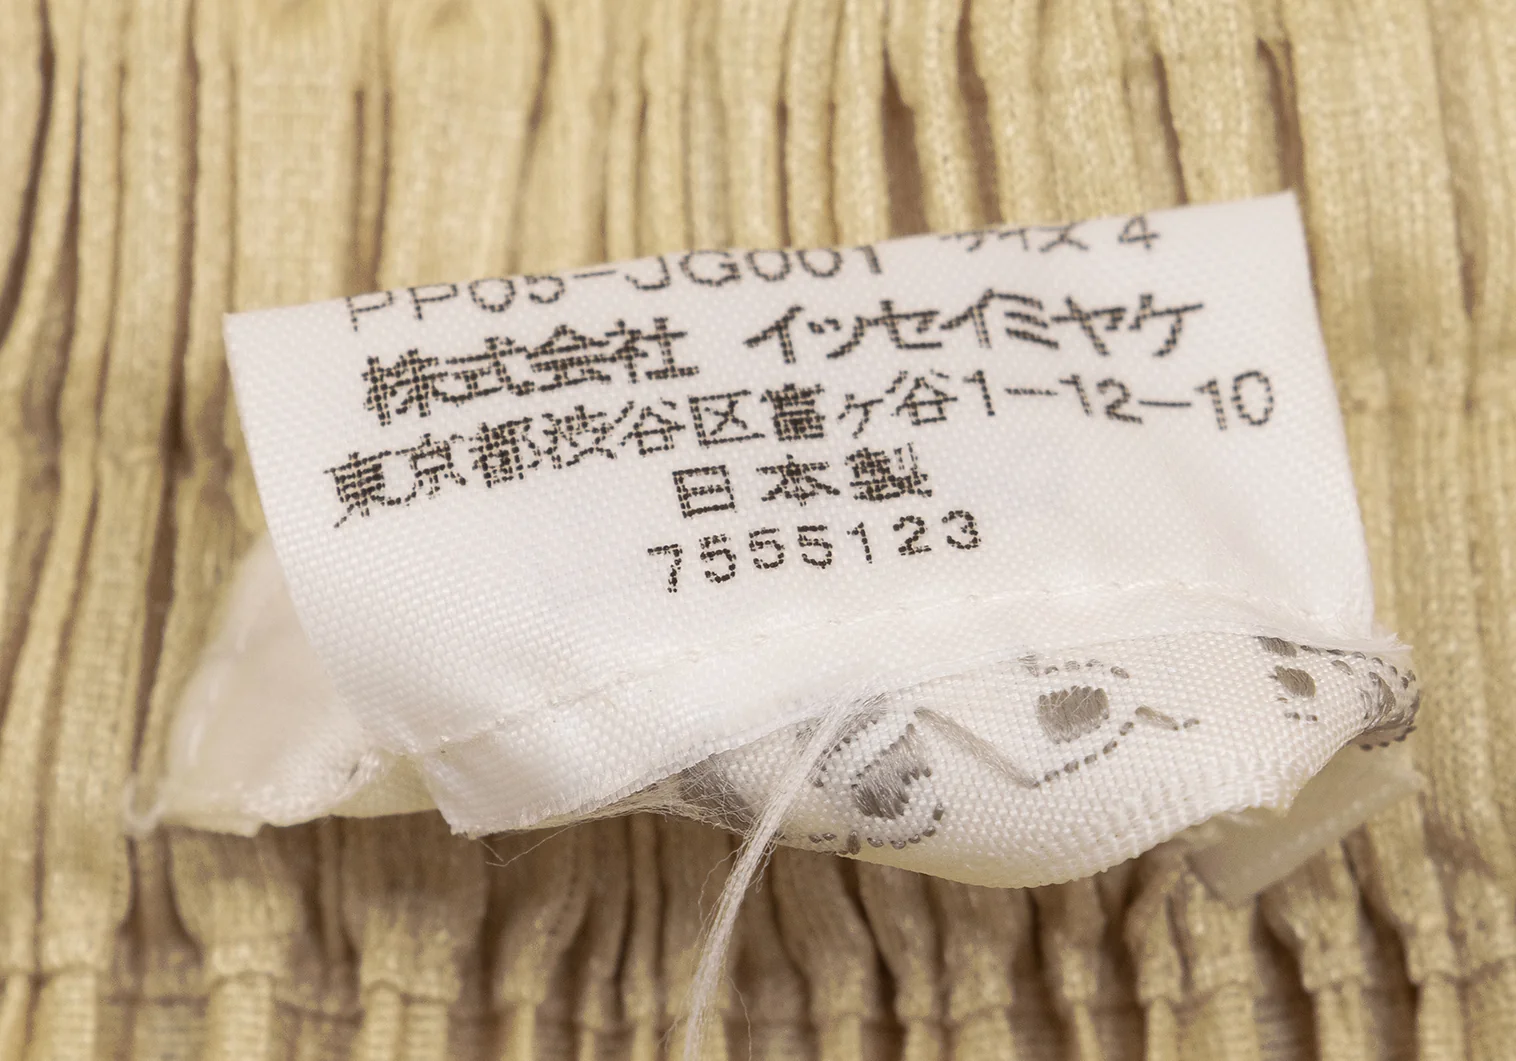 PP05-JG001 サイズ 4
株式会社 イッセイミヤケ
東京都渋谷区富ヶ谷1-12-10
日本製
7555123